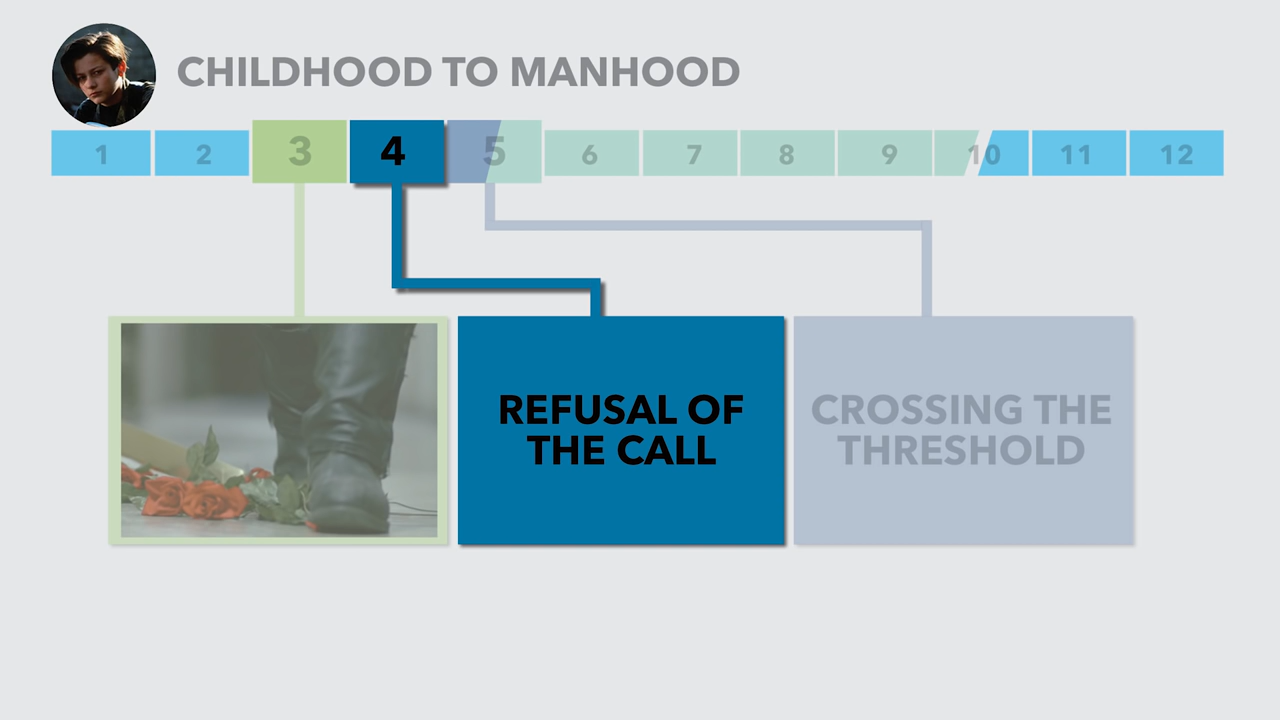 CHILDHOOD TO MANHOOD
1 2 3 4 5 6 7 8 9 10 11 12
REFUSAL OF
THE CALL
CROSSING THE
THRESHOLD